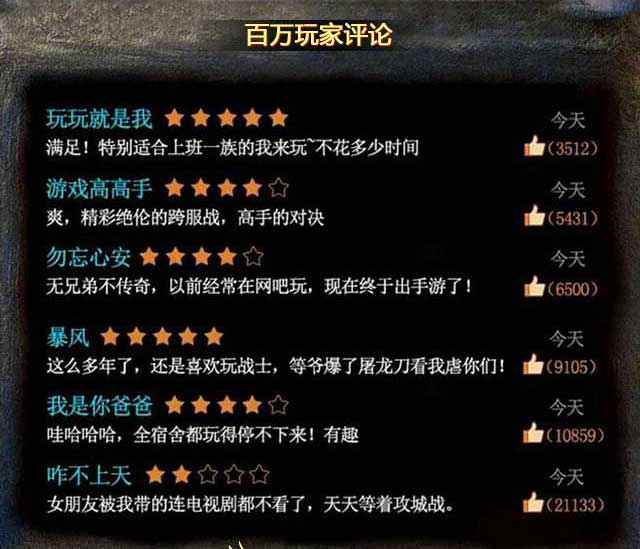 百万玩家评论
玩玩就是我 今天
满足！特别适合上班一族的我来玩~不花多少时间 (3512)
游戏高高手 今天
爽，精彩绝伦的跨服战，高手的对决 (5431)
勿忘心安 今天
无兄弟不传奇，以前经常在网吧玩，现在终于出手游了！ (6500)
暴风 今天
这么多年了，还是喜欢玩战士，等爷爆了屠龙刀看我虐你们！ (9105)
我是你爸爸 今天
哇哈哈哈，全宿舍都玩得停不下来！有趣 (10859)
咋不上天 今天
女朋友被我带的连电视剧都不看了，天天等着攻城战。 (21133)